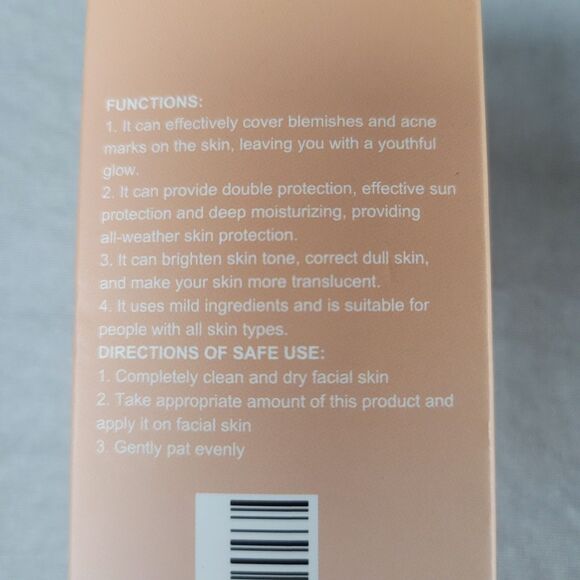 FUNCTIONS:
1. It can effectively cover blemishes and acne
marks on the skin, leaving you with a youthful
glow.
2. It can provide double protection, effective sun
protection and deep moisturizing, providing
all-weather skin protection.
3. It can brighten skin tone, correct dull skin,
and make your skin more translucent.
4. It uses mild ingredients and is suitable for
people with all skin types.
DIRECTIONS OF SAFE USE:
1. Completely clean and dry facial skin
2. Take appropriate amount of this product and
apply it on facial skin
3. Gently pat evenly